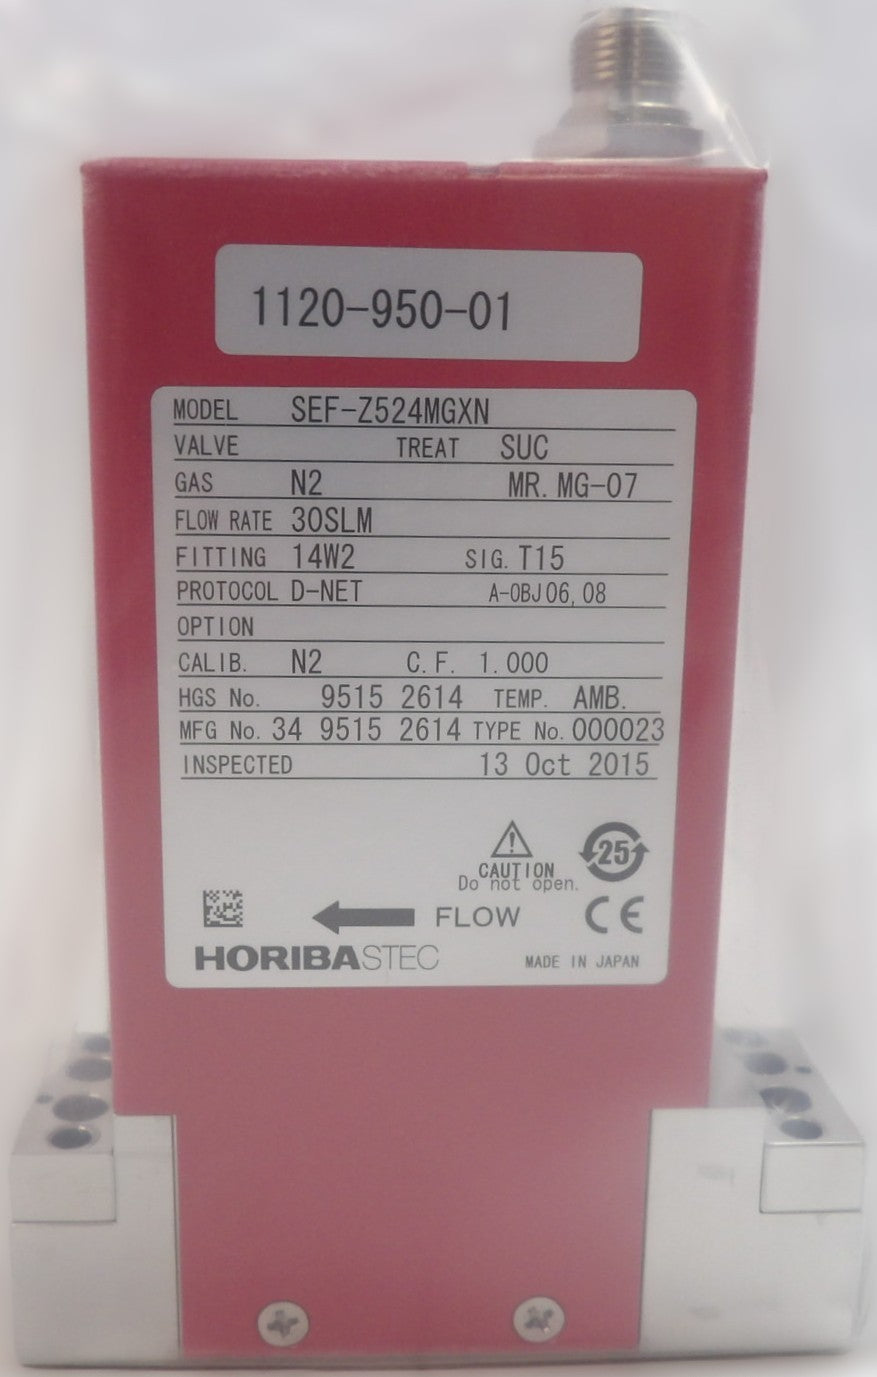 1120-950-01
MODEL SEF-Z524MGXN
VALVE TREAT SUC
GAS N2 MR. MG-07
FLOW RATE 30SLM
FITTING 14W2 SIG. T15
PROTOCOL D-NET A-OBJ06, 08
OPTION
CALIB. N2 C. F. 1.000
HGS No. 9515 2614 TEMP. AMB.
MFG No. 34 9515 2614 TYPE No. 000023
INSPECTED 13 Oct 2015
25
CAUTION
Do not open.
FLOW CE
HORIBASTEC MADE IN JAPAN